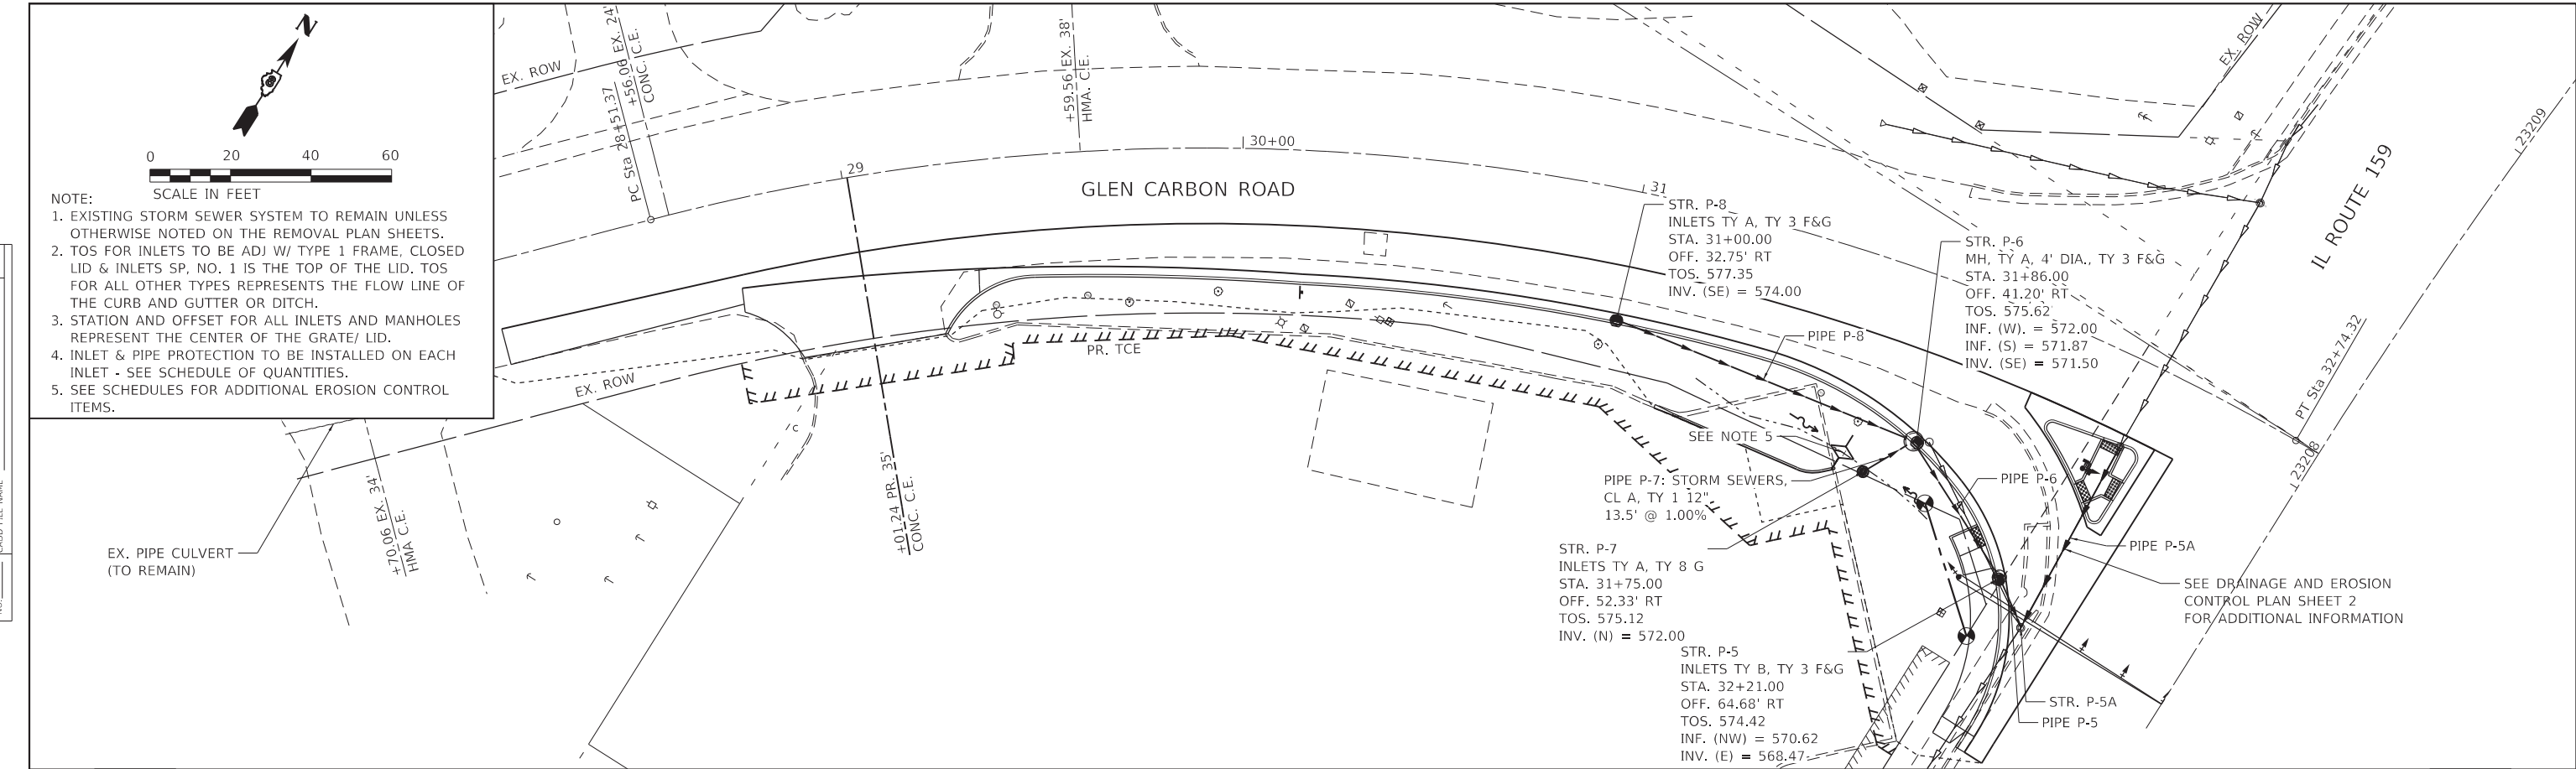 N
0 20 40 60
SCALE IN FEET
NOTE:
1. EXISTING STORM SEWER SYSTEM TO REMAIN UNLESS
OTHERWISE NOTED ON THE REMOVAL PLAN SHEETS.
2. TOS FOR INLETS TO BE ADJ W/ TYPE 1 FRAME, CLOSED
LID & INLETS SP, NO. 1 IS THE TOP OF THE LID. TOS
FOR ALL OTHER TYPES REPRESENTS THE FLOW LINE OF
THE CURB AND GUTTER OR DITCH.
3. STATION AND OFFSET FOR ALL INLETS AND MANHOLES
REPRESENT THE CENTER OF THE GRATE/ LID.
4. INLET & PIPE PROTECTION TO BE INSTALLED ON EACH
INLET - SEE SCHEDULE OF QUANTITIES.
5. SEE SCHEDULES FOR ADDITIONAL EROSION CONTROL
ITEMS.
EX. ROW
PC Sta 28+51.37
+56.06 EX. 24'
CONC. C.E.
+59.56 EX. 38'
HMA. C.E.
29
30+00
31
GLEN CARBON ROAD
EX. ROW
IL ROUTE 159
23209
23208
PT Sta 32+74.32
STR. P-8
INLETS TY A, TY 3 F&G
STA. 31+00.00
OFF. 32.75' RT
TOS. 577.35
INV. (SE) = 574.00
STR. P-6
MH, TY A, 4' DIA., TY 3 F&G
STA. 31+86.00
OFF. 41.20' RT
TOS. 575.62
INF. (W). = 572.00
INF. (S) = 571.87
INV. (SE) = 571.50
PIPE P-8
PR. TCE
EX. ROW
C
SEE NOTE 5
PIPE P-7: STORM SEWERS,
CL A, TY 1 12",
13.5' @ 1.00%
PIPE P-6
+70.06 EX. 34'
HMA C.E.
+01.24 PR. 35'
CONC. C.E.
EX. PIPE CULVERT
(TO REMAIN)
STR. P-7
INLETS TY A, TY 8 G
STA. 31+75.00
OFF. 52.33' RT
TOS. 575.12
INV. (N) = 572.00
PIPE P-5A
SEE DRAINAGE AND EROSION
CONTROL PLAN SHEET 2
FOR ADDITIONAL INFORMATION
STR. P-5
INLETS TY B, TY 3 F&G
STA. 32+21.00
OFF. 64.68' RT
TOS. 574.42
INF. (NW) = 570.62
INV. (E) = 568.47
STR. P-5A
PIPE P-5